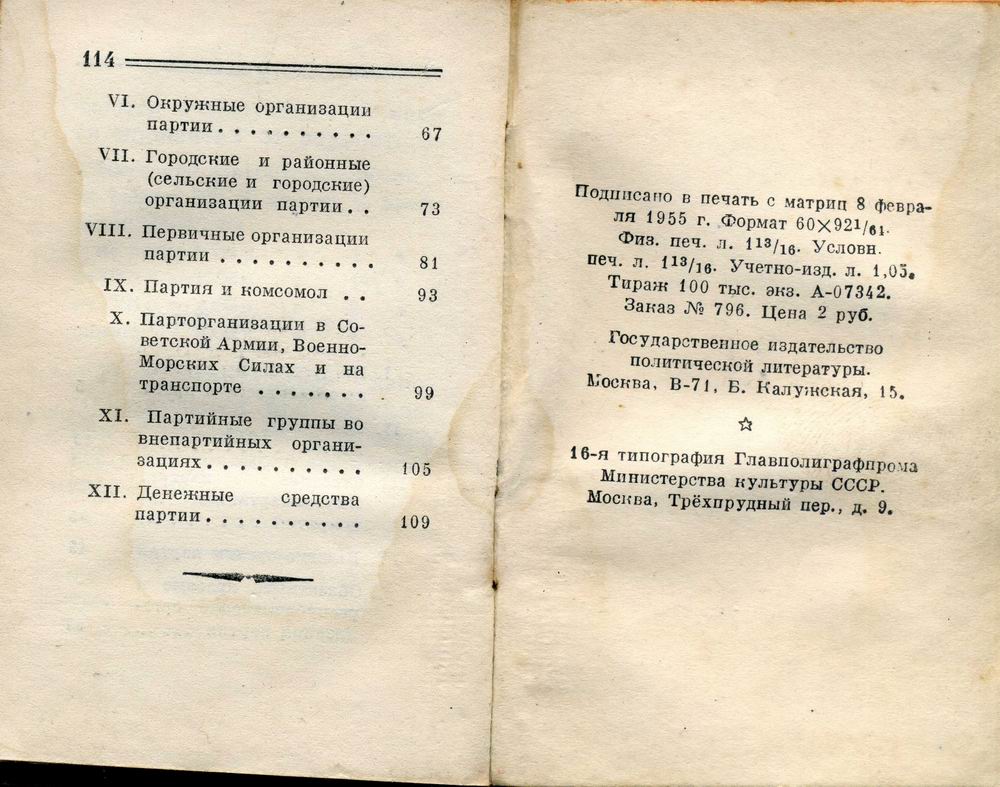 114
VI. Окружные организации
партии . . . . . . . . . . 67
VII. Городские и районные
(сельские и городские)
организации партии . . 73
VIII. Первичные организации
партии . . . . . . . . . . 81
IX. Партия и комсомол . . 93
X. Парторганизации в Со-
ветской Армии, Военно-
Морских Силах и на
транспорте . . . . . . . 99
XI. Партийные группы во
внепартийных органи-
зациях . . . . . . . . . . 105
XII. Денежные средства
партии . . . . . . . . . . 109
Подписано в печать с матриц 8 февра-
ля 1955 г. Формат 60×92¹/₆₄.
Физ. печ. л. 1¹³/₁₆. Условн.
печ. л. 1¹³/₁₆. Учетно-изд. л. 1,05.
Тираж 100 тыс. экз. А-07342.
Заказ № 796. Цена 2 руб.
Государственное издательство
политической литературы.
Москва, В-71, Б. Калужская, 15.
16-я типография Главполиграфпрома
Министерства культуры СССР.
Москва, Трёхпрудный пер., д. 9.